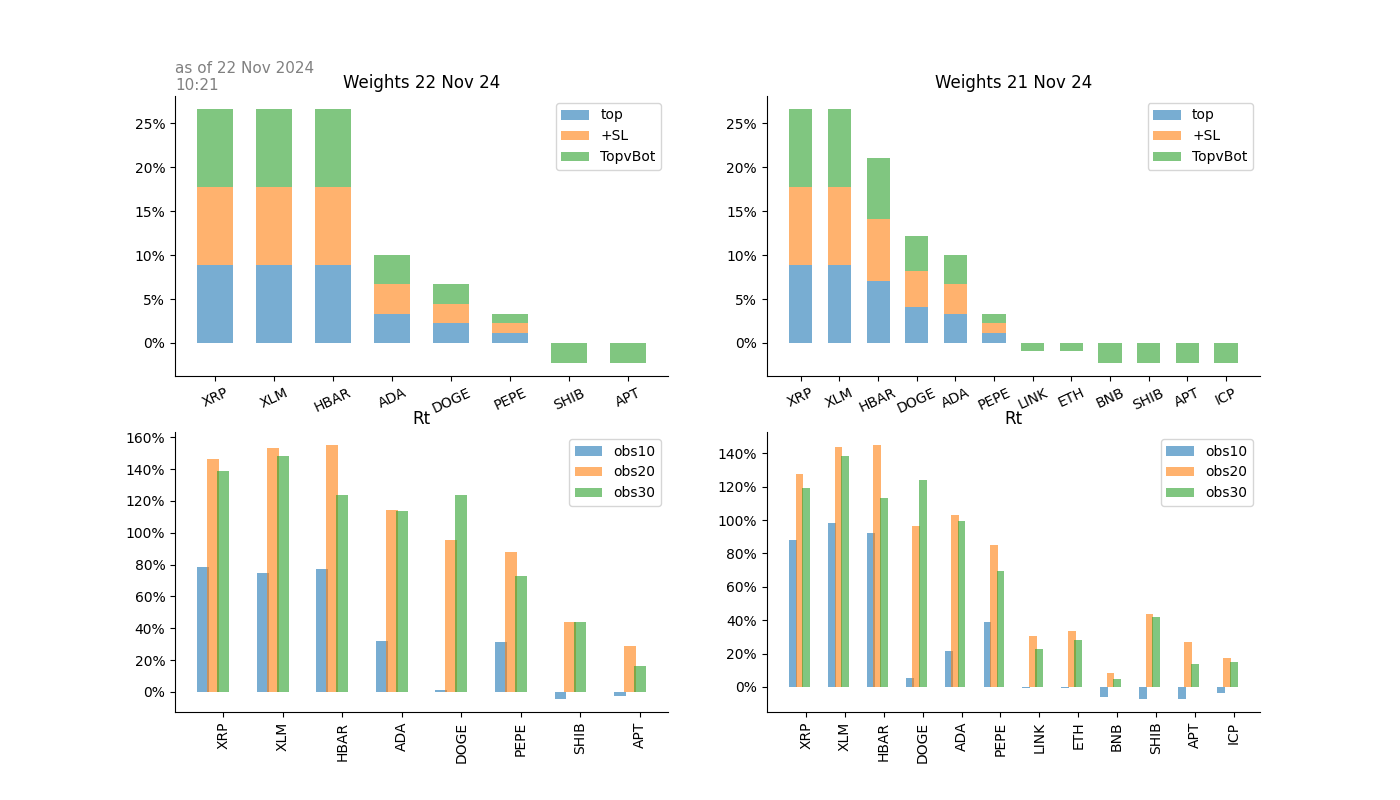 as of 22 Nov 2024
10:21
Weights 22 Nov 24
25%
20%
15%
10%
5%
0%
top
+SL
TopvBot
XRP XLM HBAR ADA DOGE PEPE SHIB APT
Weights 21 Nov 24
25%
20%
15%
10%
5%
0%
top
+SL
TopvBot
XRP XLM HBAR DOGE ADA PEPE LINK ETH BNB SHIB APT ICP
Rt
160%
140%
120%
100%
80%
60%
40%
20%
0%
obs10
obs20
obs30
XRP XLM HBAR ADA DOGE PEPE SHIB APT
Rt
140%
120%
100%
80%
60%
40%
20%
0%
obs10
obs20
obs30
XRP XLM HBAR DOGE ADA PEPE LINK ETH BNB SHIB APT ICP